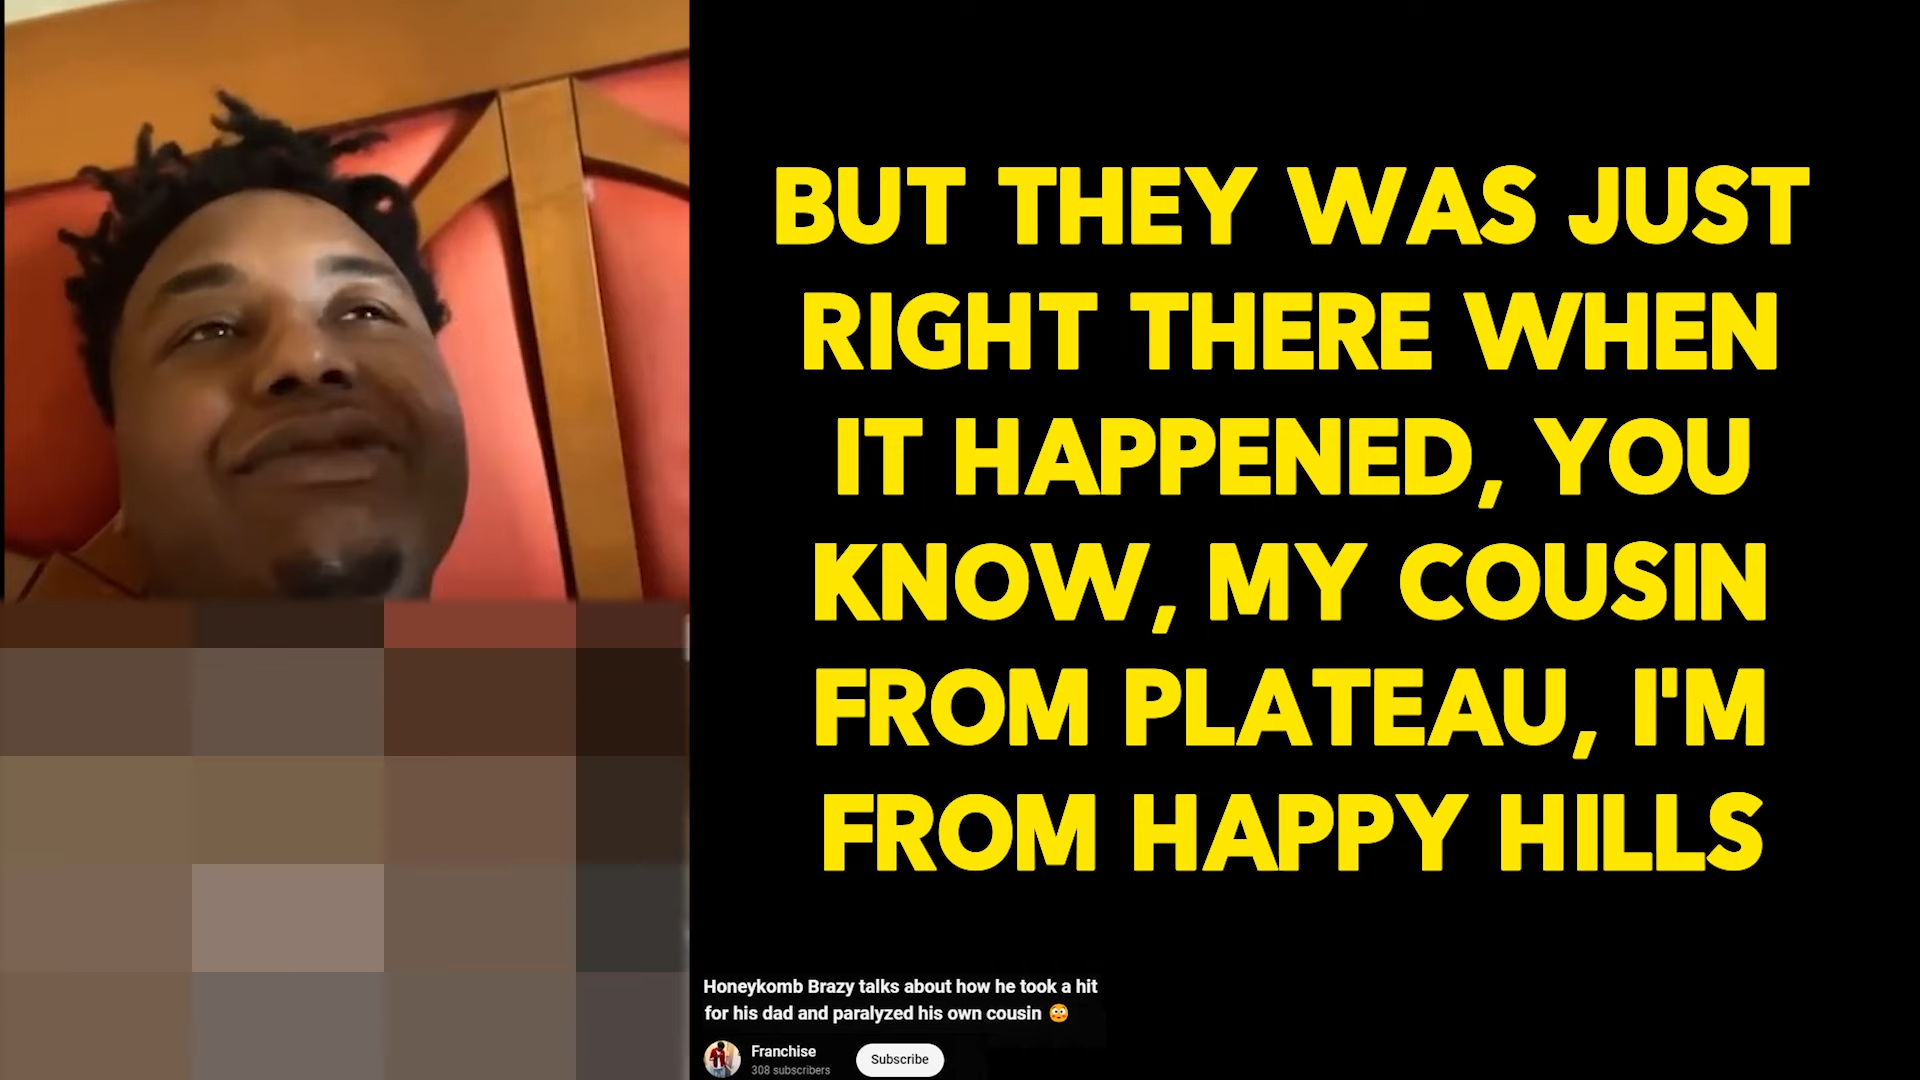 BUT THEY WAS JUST
RIGHT THERE WHEN
IT HAPPENED, YOU
KNOW, MY COUSIN
FROM PLATEAU, I'M
FROM HAPPY HILLS
Honeykomb Brazy talks about how he took a hit
for his dad and paralyzed his own cousin 😳
Franchise
308 subscribers
Subscribe